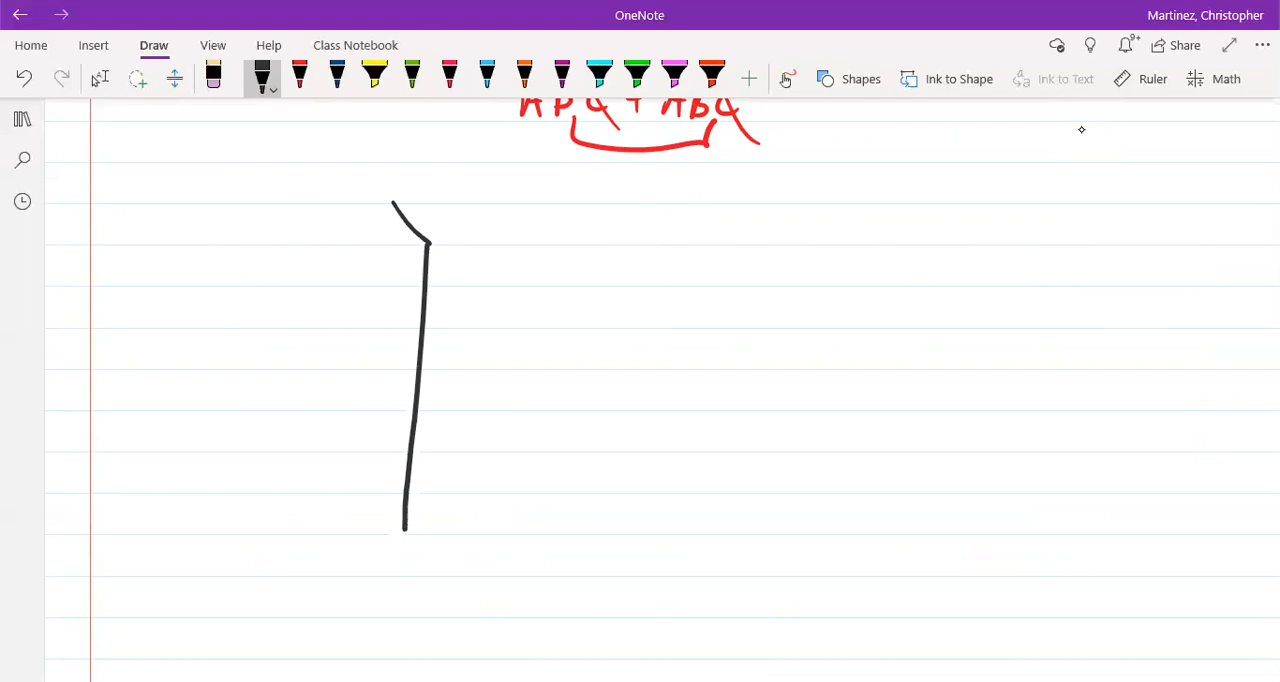 OneNote
Martínez, Christopher
Home Insert Draw View Help Class Notebook Share
Shapes Ink to Shape Ink to Text Ruler Math